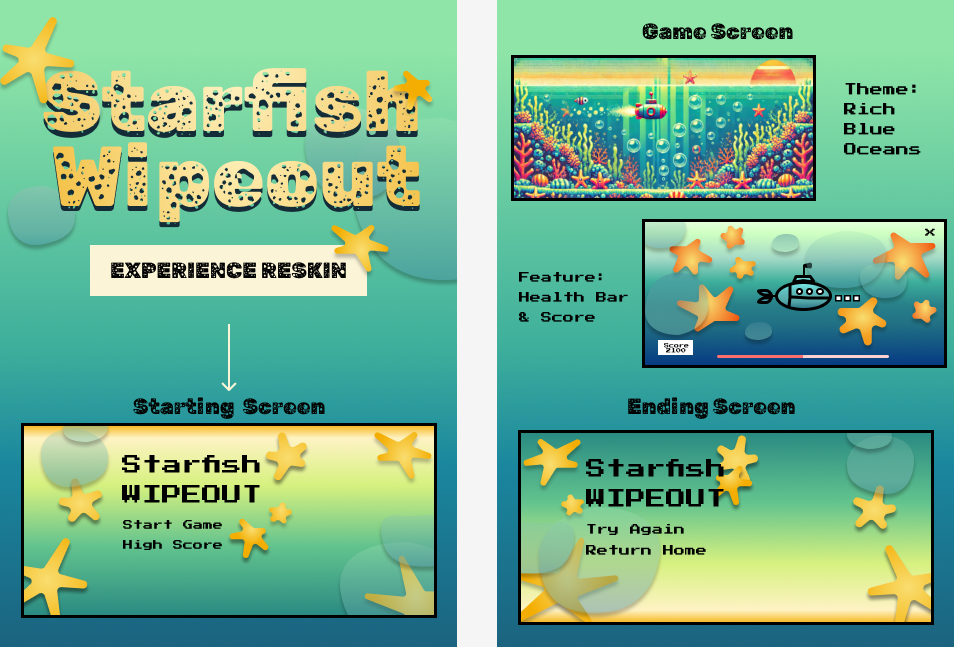 Starfish
Wipeout
EXPERIENCE RESKIN
Starting Screen
Starfish
WIPEOUT
Start Game
High Score
Game Screen
Theme:
Rich
Blue
Oceans
Feature:
Health Bar
& Score
×
Score
2100
Ending Screen
Starfish
WIPEOUT
Try Again
Return Home